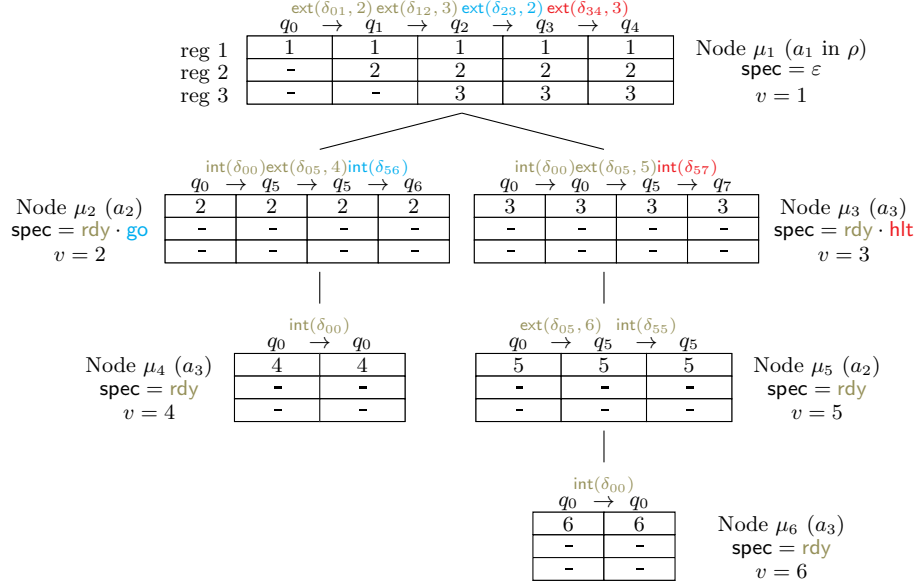 ext(δ01, 2) ext(δ12, 3) ext(δ23, 2) ext(δ34, 3)
q0 → q1 → q2 → q3 → q4
reg 1 1 1 1 1 1
reg 2 - 2 2 2 2
reg 3 - - 3 3 3
Node μ1 (a1 in ρ)
spec = ε
v = 1
int(δ00)ext(δ05, 4)int(δ56)
q0 → q5 → q5 → q6
2 2 2 2
- - - -
- - - -
Node μ2 (a2)
spec = rdy · go
v = 2
int(δ00)ext(δ05, 5)int(δ57)
q0 → q0 → q5 → q7
3 3 3 3
- - - -
- - - -
Node μ3 (a3)
spec = rdy · hlt
v = 3
int(δ00)
q0 → q0
4 4
- -
- -
Node μ4 (a3)
spec = rdy
v = 4
ext(δ05, 6) int(δ55)
q0 → q5 → q5
5 5 5
- - -
- - -
Node μ5 (a2)
spec = rdy
v = 5
int(δ00)
q0 → q0
6 6
- -
- -
Node μ6 (a3)
spec = rdy
v = 6